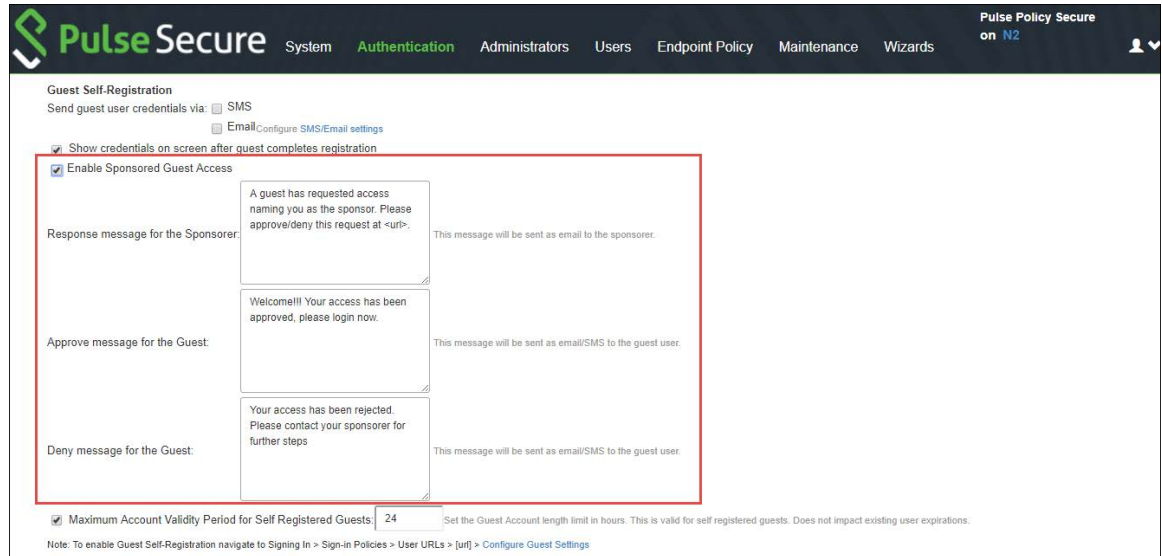 Pulse Secure
System Authentication Administrators Users Endpoint Policy Maintenance Wizards
Pulse Policy Secure
on N2
Guest Self-Registration
Send guest user credentials via: SMS
Email Configure SMS/Email settings
Show credentials on screen after guest completes registration
Enable Sponsored Guest Access
A guest has requested access
naming you as the sponsor. Please
approve/deny this request at <url>.
Response message for the Sponsorer:
This message will be sent as email to the sponsorer.
Welcome!!! Your access has been
approved, please login now.
Approve message for the Guest:
This message will be sent as email/SMS to the guest user.
Your access has been rejected.
Please contact your sponsorer for
further steps
Deny message for the Guest:
This message will be sent as email/SMS to the guest user.
Maximum Account Validity Period for Self Registered Guests: 24 Set the Guest Account length limit in hours. This is valid for self registered guests. Does not impact existing user expirations.
Note: To enable Guest Self-Registration navigate to Signing In > Sign-in Policies > User URLs > [url] > Configure Guest Settings